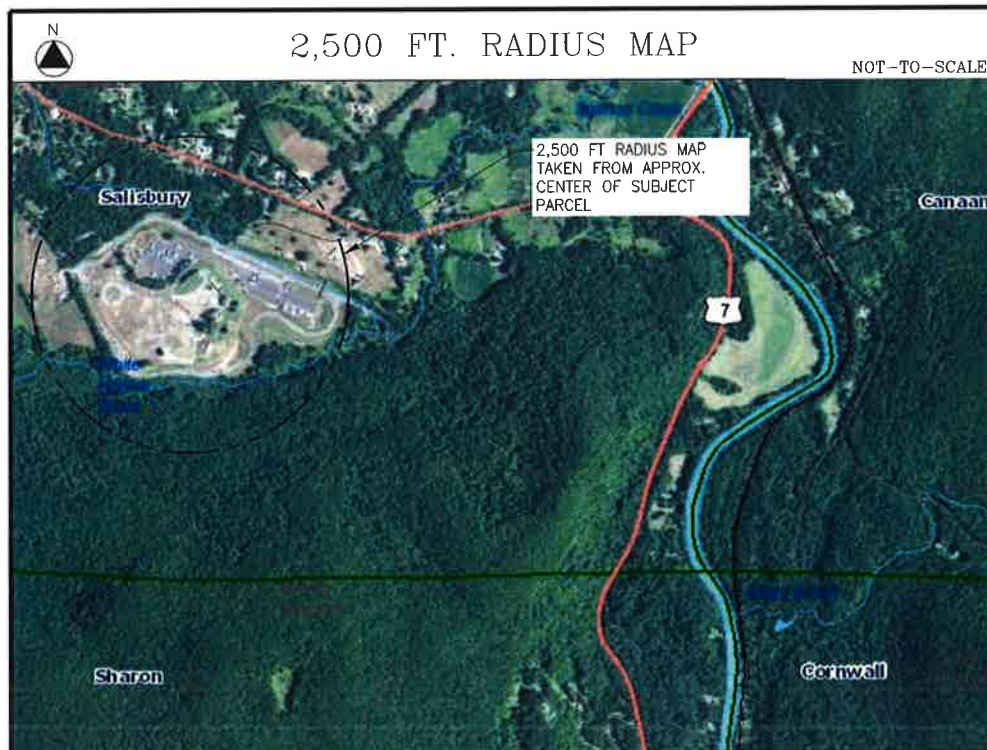 N
2,500 FT. RADIUS MAP
NOT-TO-SCALE
2,500 FT RADIUS MAP
TAKEN FROM APPROX.
CENTER OF SUBJECT
PARCEL
Salisbury
Canaan
7
Sharon
Cornwall